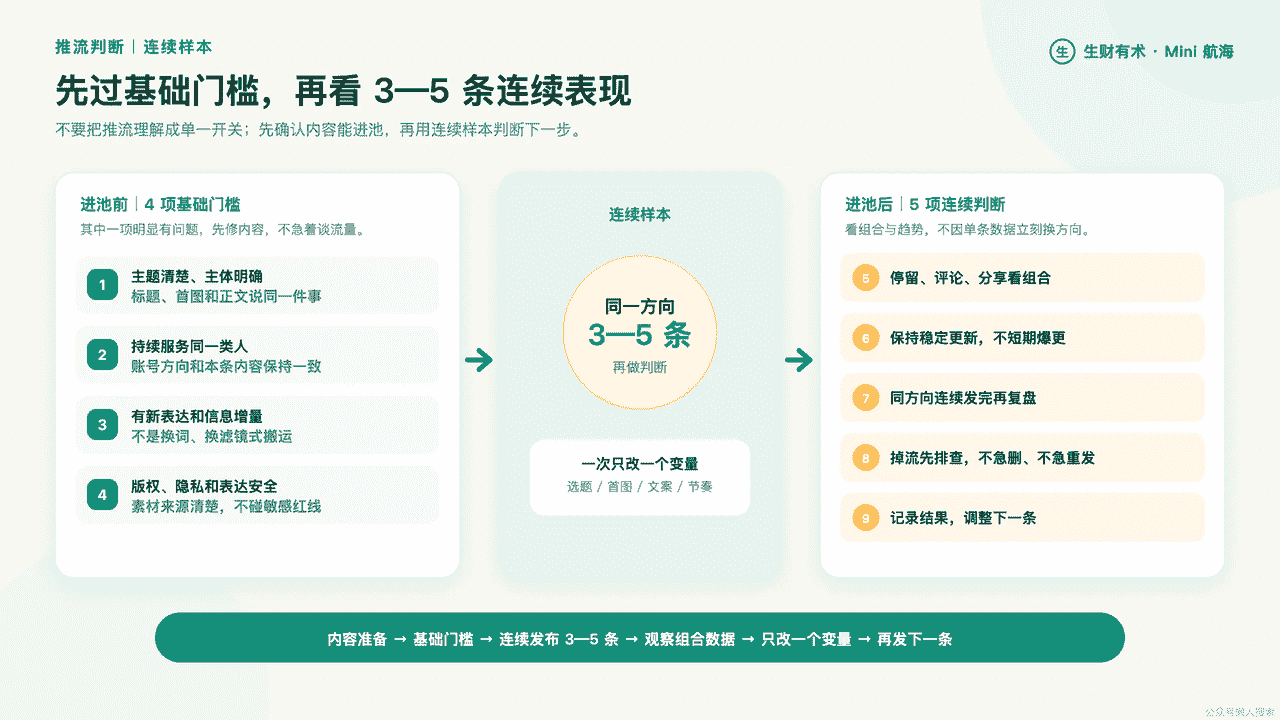 推流判断｜连续样本
生 生财有术 · Mini 航海
先过基础门槛，再看 3—5 条连续表现
不要把推流理解成单一开关；先确认内容能进池，再用连续样本判断下一步。
进池前｜4 项基础门槛
其中一项明显有问题，先修内容，不急着谈流量。
1 主题清楚、主体明确
标题、首图和正文说同一件事
2 持续服务同一类人
账号方向和本条内容保持一致
3 有新表达和信息增量
不是换词、换滤镜式搬运
4 版权、隐私和表达安全
素材来源清楚，不碰敏感红线
连续样本
同一方向
3—5 条
再做判断
一次只改一个变量
选题 / 首图 / 文案 / 节奏
进池后｜5 项连续判断
看组合与趋势，不因单条数据立刻换方向。
5 停留、评论、分享看组合
6 保持稳定更新，不短期爆更
7 同方向连续发完再复盘
8 掉流先排查，不急删、不急重发
9 记录结果，调整下一条
内容准备 → 基础门槛 → 连续发布 3—5 条 → 观察组合数据 → 只改一个变量 → 再发下一条